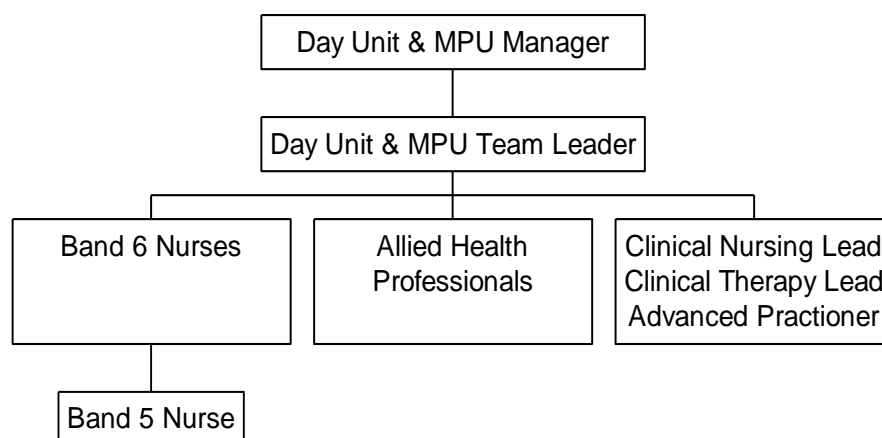 Day Unit & MPU Manager
Day Unit & MPU Team Leader
Band 6 Nurses
Allied Health
Professionals
Clinical Nursing Lead
Clinical Therapy Lead
Advanced Practioner
Band 5 Nurse